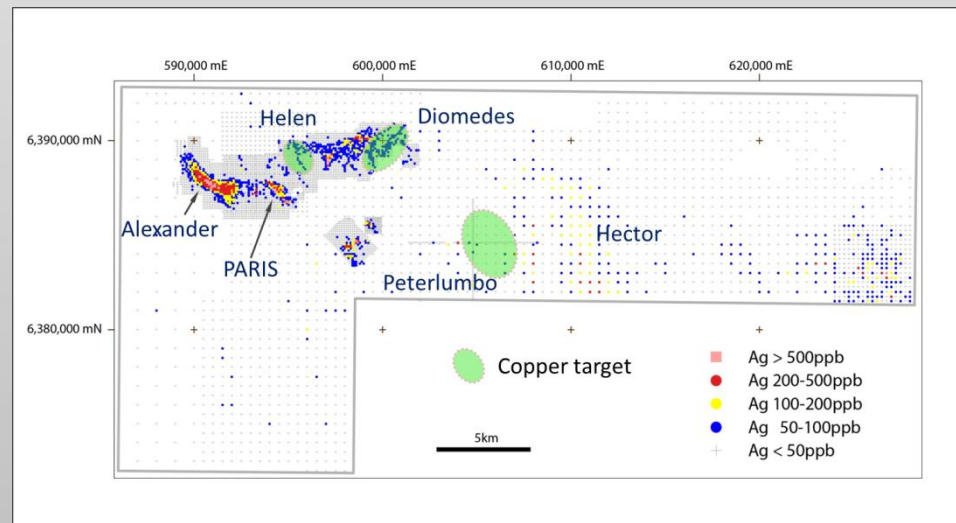 590,000 mE
600,000 mE
610,000 mE
620,000 mE
Helen
Diomedes
6,390,000 mN
Alexander
PARIS
Hector
Peterlumbo
6,380,000 mN
Copper target
5km
Ag > 500ppb
Ag 200-500ppb
Ag 100-200ppb
Ag 50-100ppb
Ag < 50ppb